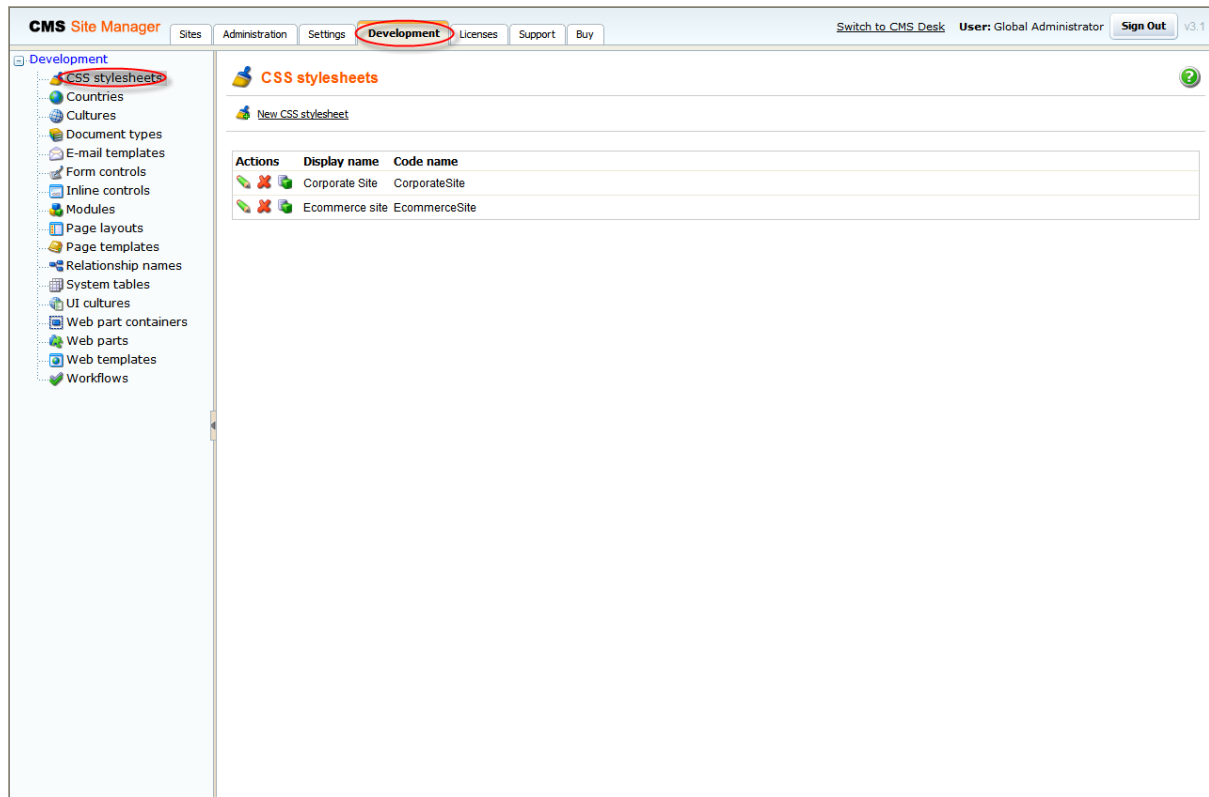 CMS Site Manager
Sites
Administration
Settings
Development
Licenses
Support
Buy
Switch to CMS Desk
User: Global Administrator
Sign Out
v3.1
Development
CSS stylesheets
Countries
Cultures
Document types
E-mail templates
Form controls
Inline controls
Modules
Page layouts
Page templates
Relationship names
System tables
UI cultures
Web part containers
Web parts
Web templates
Workflows
CSS stylesheets
New CSS stylesheet
Actions Display name Code name
Corporate Site CorporateSite
Ecommerce site EcommerceSite